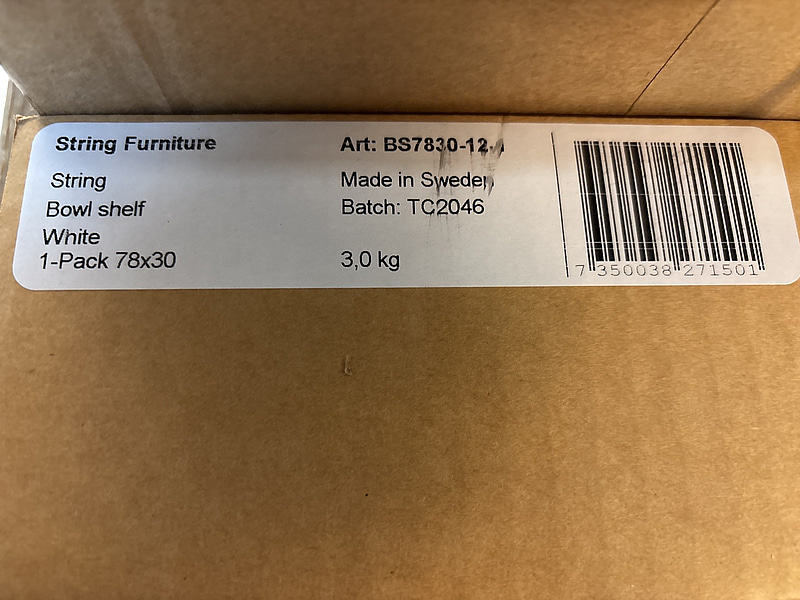 String Furniture
Art: BS7830-12-1
String
Made in Sweden
Bowl shelf
Batch: TC2046
White
1-Pack 78x30
3,0 kg
7 350038 271501